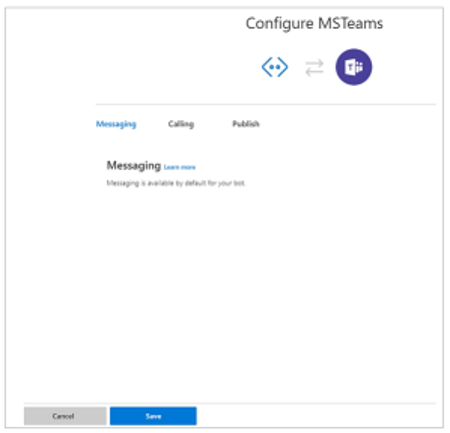 Configure MSTeams
Messaging Calling Publish
Messaging Learn more
Messaging is available by default for your bot.
Cancel Save